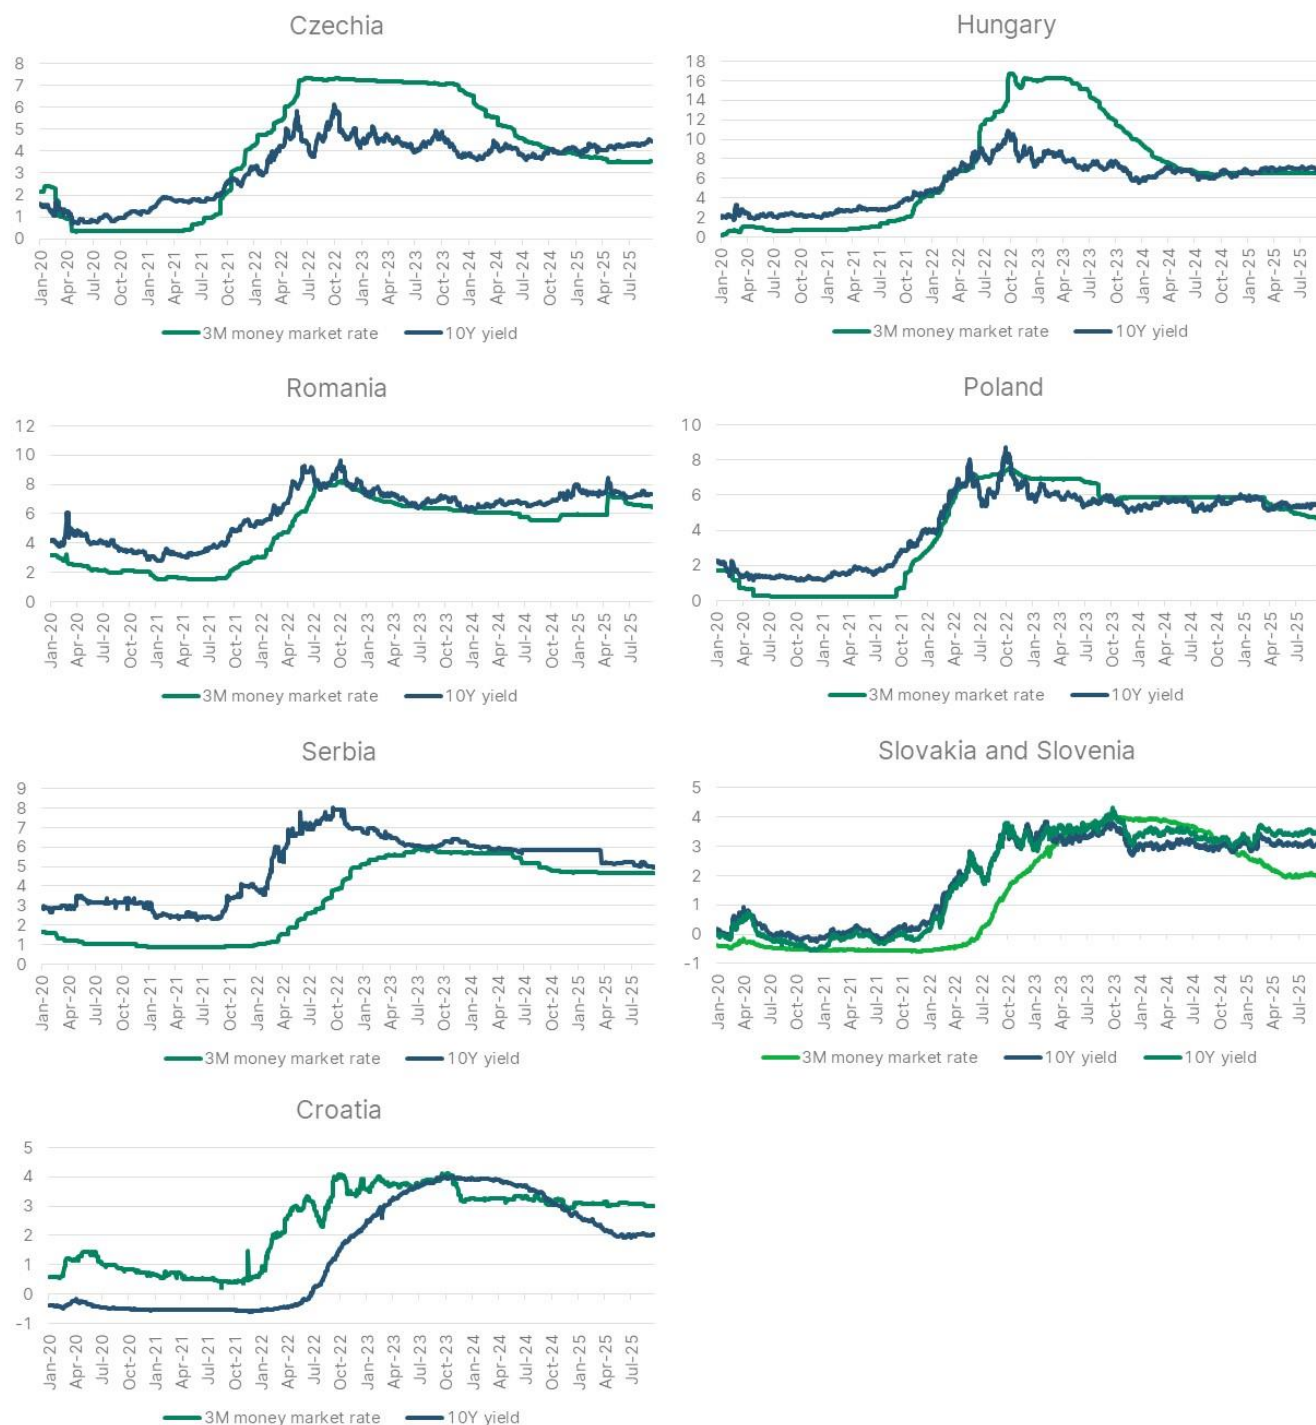 Czechia
8
7
6
5
4
3
2
1
0
Jan-20 Apr-20 Jul-20 Oct-20 Jan-21 Apr-21 Jul-21 Oct-21 Jan-22 Apr-22 Jul-22 Oct-22 Jan-23 Apr-23 Jul-23 Oct-23 Jan-24 Apr-24 Jul-24 Oct-24 Jan-25 Apr-25 Jul-25
3M money market rate 10Y yield
Hungary
18
16
14
12
10
8
6
4
2
0
Jan-20 Apr-20 Jul-20 Oct-20 Jan-21 Apr-21 Jul-21 Oct-21 Jan-22 Apr-22 Jul-22 Oct-22 Jan-23 Apr-23 Jul-23 Oct-23 Jan-24 Apr-24 Jul-24 Oct-24 Jan-25 Apr-25 Jul-25
3M money market rate 10Y yield
Romania
12
10
8
6
4
2
0
Jan-20 Apr-20 Jul-20 Oct-20 Jan-21 Apr-21 Jul-21 Oct-21 Jan-22 Apr-22 Jul-22 Oct-22 Jan-23 Apr-23 Jul-23 Oct-23 Jan-24 Apr-24 Jul-24 Oct-24 Jan-25 Apr-25 Jul-25
3M money market rate 10Y yield
Poland
10
8
6
4
2
0
Jan-20 Apr-20 Jul-20 Oct-20 Jan-21 Apr-21 Jul-21 Oct-21 Jan-22 Apr-22 Jul-22 Oct-22 Jan-23 Apr-23 Jul-23 Oct-23 Jan-24 Apr-24 Jul-24 Oct-24 Jan-25 Apr-25 Jul-25
3M money market rate 10Y yield
Serbia
9
8
7
6
5
4
3
2
1
0
Jan-20 Apr-20 Jul-20 Oct-20 Jan-21 Apr-21 Jul-21 Oct-21 Jan-22 Apr-22 Jul-22 Oct-22 Jan-23 Apr-23 Jul-23 Oct-23 Jan-24 Apr-24 Jul-24 Oct-24 Jan-25 Apr-25 Jul-25
3M money market rate 10Y yield
Slovakia and Slovenia
5
4
3
2
1
0
-1
Jan-20 Apr-20 Jul-20 Oct-20 Jan-21 Apr-21 Jul-21 Oct-21 Jan-22 Apr-22 Jul-22 Oct-22 Jan-23 Apr-23 Jul-23 Oct-23 Jan-24 Apr-24 Jul-24 Oct-24 Jan-25 Apr-25 Jul-25
3M money market rate 10Y yield 10Y yield
Croatia
5
4
3
2
1
0
-1
Jan-20 Apr-20 Jul-20 Oct-20 Jan-21 Apr-21 Jul-21 Oct-21 Jan-22 Apr-22 Jul-22 Oct-22 Jan-23 Apr-23 Jul-23 Oct-23 Jan-24 Apr-24 Jul-24 Oct-24 Jan-25 Apr-25 Jul-25
3M money market rate 10Y yield